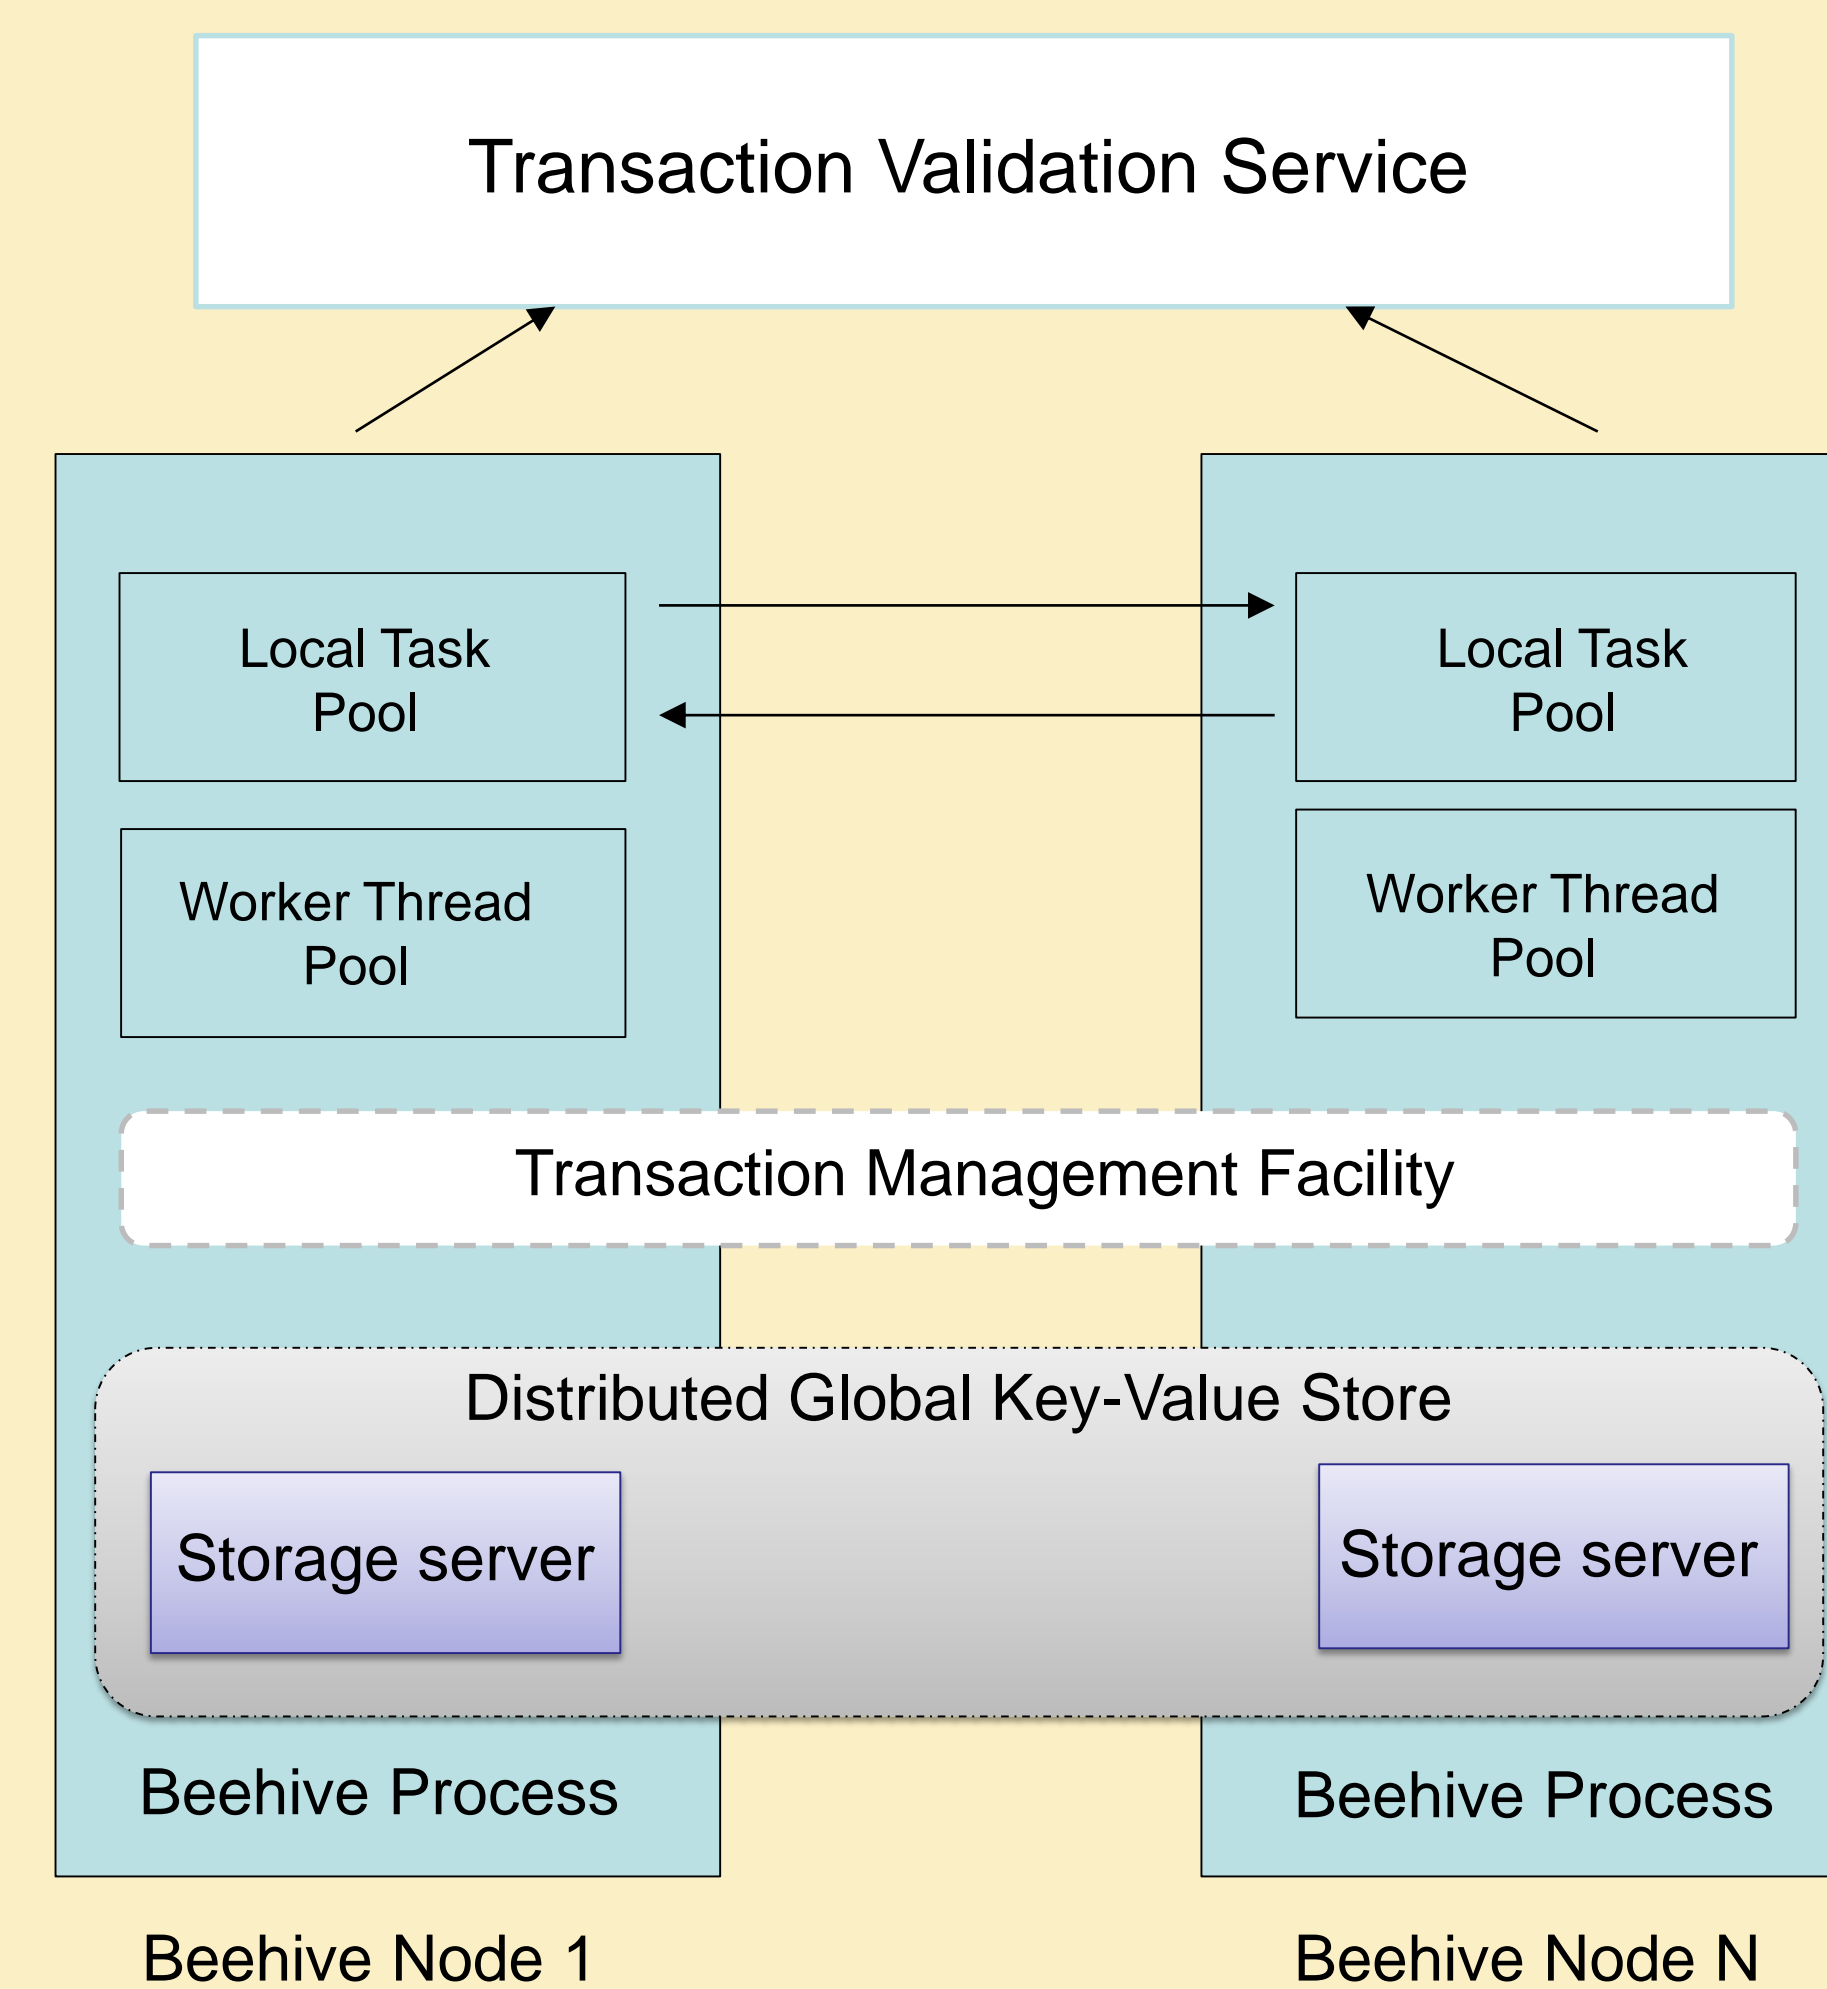 Transaction Validation Service
Local Task
Pool
Local Task
Pool
Worker Thread
Pool
Worker Thread
Pool
Transaction Management Facility
Distributed Global Key-Value Store
Storage server
Storage server
Beehive Process
Beehive Process
Beehive Node 1
Beehive Node N